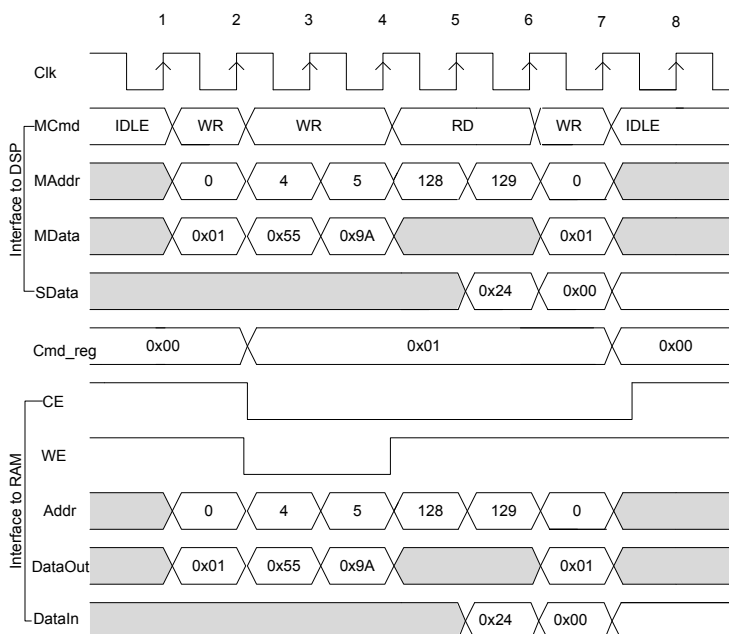 1 2 3 4 5 6 7 8
Clk
Interface to DSP
MCmd IDLE WR WR RD WR IDLE
MAddr 0 4 5 128 129 0
MData 0x01 0x55 0x9A 0x01
SData 0x24 0x00
Cmd_reg 0x00 0x01 0x00
Interface to RAM
CE
WE
Addr 0 4 5 128 129 0
DataOut 0x01 0x55 0x9A 0x01
DataIn 0x24 0x00